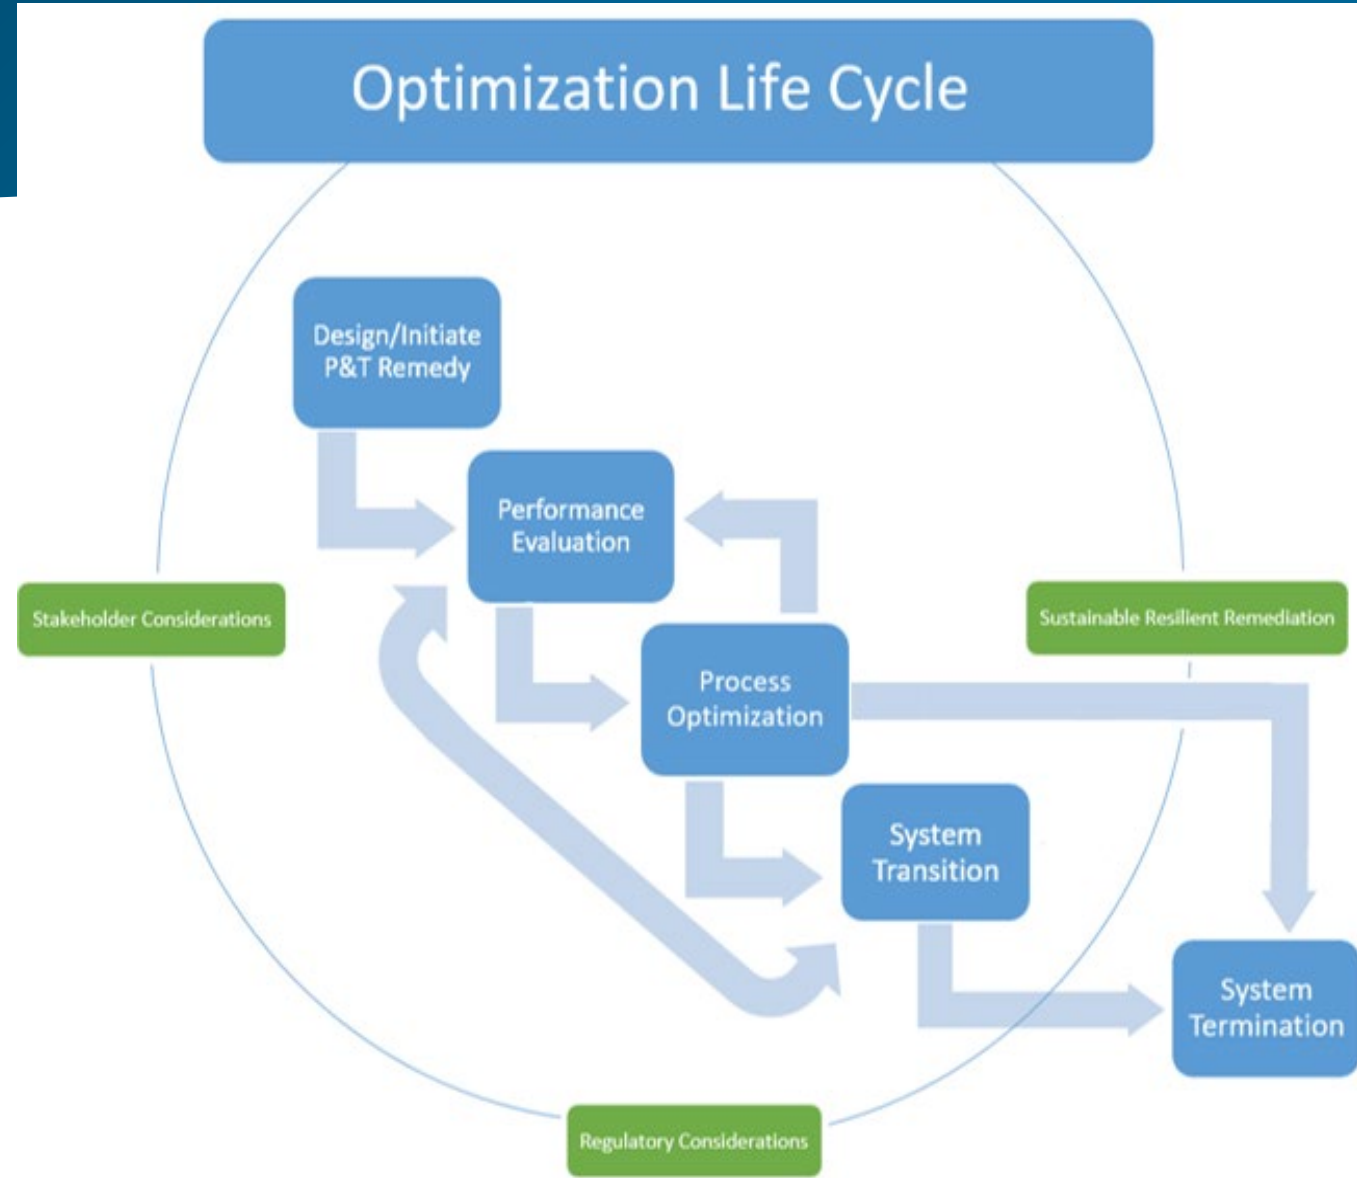 Optimization Life Cycle
Design/Initiate
P&T Remedy
Performance
Evaluation
Stakeholder Considerations
Sustainable Resilient Remediation
Process
Optimization
System
Transition
System
Termination
Regulatory Considerations